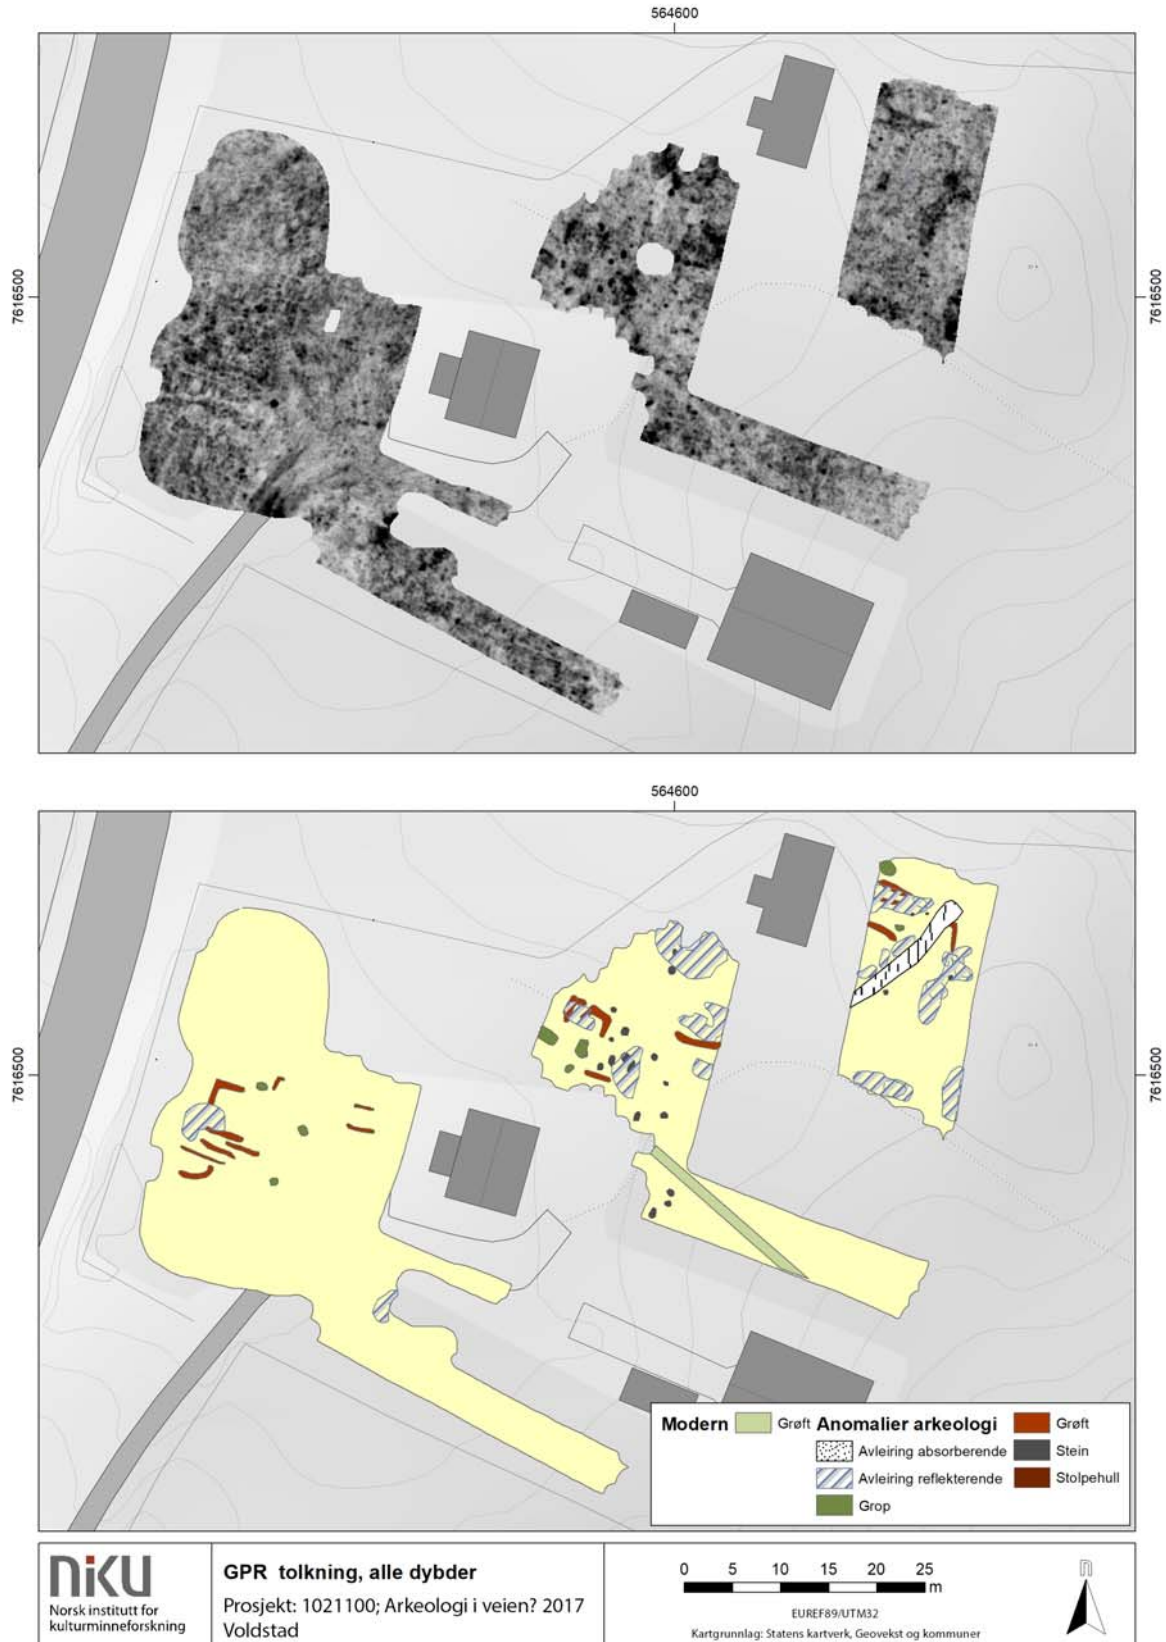 564600
7616500
7616500
564600
7616500
7616500
Modern Grøft Anomalier arkeologi Grøft
Avleiring absorberende Stein
Avleiring reflekterende Stolpehull
Grop
niKU
Norsk institutt for
kulturminneforskning
GPR tolkning, alle dybder
Prosjekt: 1021100; Arkeologi i veien? 2017
Voldstad
0 5 10 15 20 25
m
EUREF89/UTM32
Kartgrunnlag: Statens kartverk, Geovekst og kommuner
n